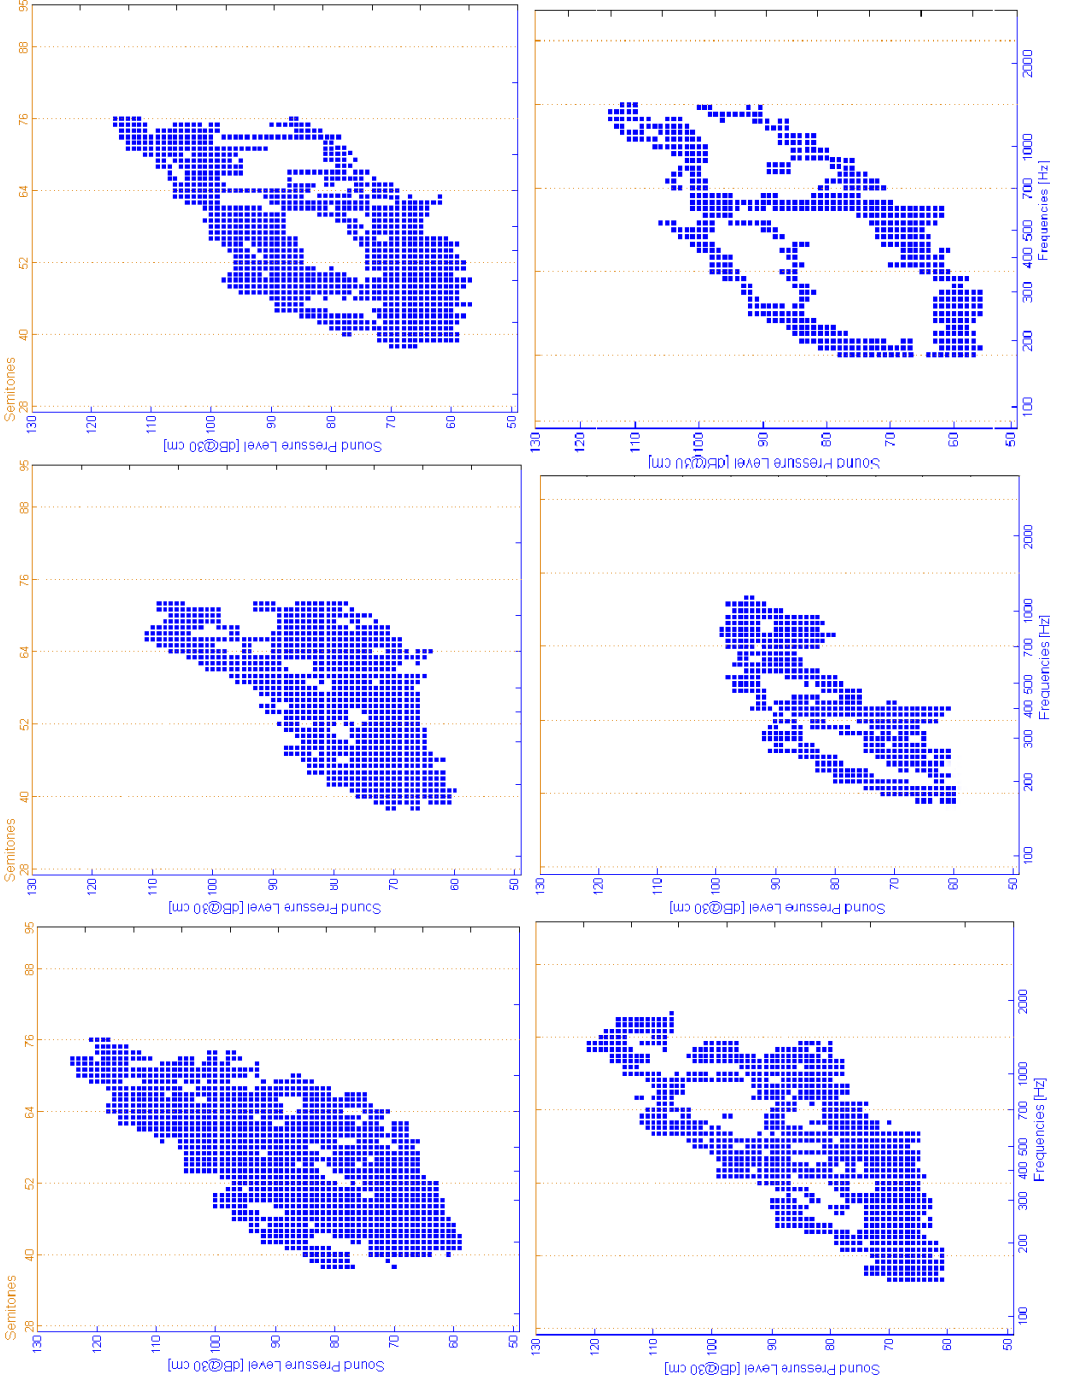 Semitones
28 40 52 64 76 88 95
130 120 110 100 90 80 70 60 50
Sound Pressure Level [dB@30 cm]
130 120 110 100 90 80 70 60 50
Sound Pressure Level [dB@30 cm]
100 200 300 400 500 700 1000 2000
Frequencies [Hz]
Semitones
28 40 52 64 76 88 95
130 120 110 100 90 80 70 60 50
Sound Pressure Level [dB@30 cm]
130 120 110 100 90 80 70 60 50
Sound Pressure Level [dB@30 cm]
100 200 300 400 500 700 1000 2000
Frequencies [Hz]
Semitones
28 40 52 64 76 88 95
130 120 110 100 90 80 70 60 50
Sound Pressure Level [dB@30 cm]
130 120 110 100 90 80 70 60 50
Sound Pressure Level [dB@30 cm]
100 200 300 400 500 700 1000 2000
Frequencies [Hz]